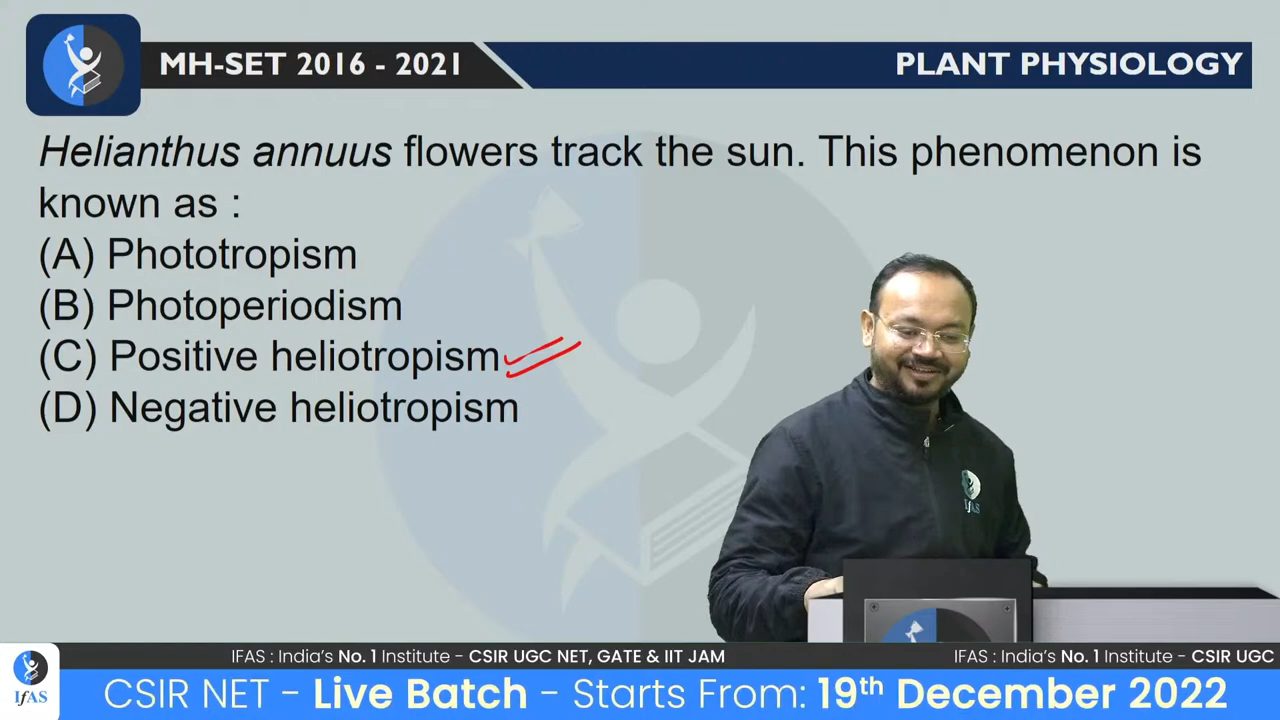 MH-SET 2016 - 2021
PLANT PHYSIOLOGY
Helianthus annuus flowers track the sun. This phenomenon is
known as :
(A) Phototropism
(B) Photoperiodism
(C) Positive heliotropism
(D) Negative heliotropism
IFAS
IFAS : India's No. 1 Institute - CSIR UGC NET, GATE & IIT JAM
IFAS : India's No. 1 Institute - CSIR UGC
IFAS
CSIR NET - Live Batch - Starts From: 19th December 2022